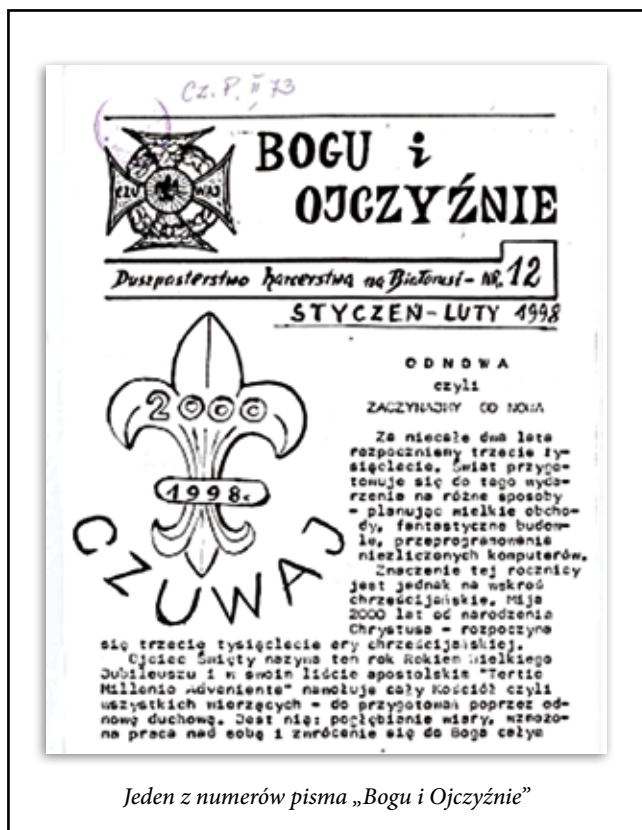 Cz. P. II 73
BOGU i
OJCZYŹNIE
CZU WAJ
Duszpasterstwo harcerstwa na Białorusi - NR. 12
STYCZEŃ - LUTY 1998
2000
1998r.
CZUWAJ
ODNOWA
czyli
ZACZYNAJMY OD NOWA
Za niecałe dwa lata
rozpoczniemy trzecie ty-
siąclecie. Świat przygo-
towuje się do tego wyda-
rzenia na różne sposoby
- planując wielkie obcho-
dy, fantastyczne budow-
le, przeprogramowanie
niezliczonych komputerów.
Znaczenie tej rocznicy
jest jednak na wskroś
chrześcijańskie. Mija
2000 lat od narodzenia
Chrystusa - rozpoczyna
się trzecie tysiąclecie ery chrześcijańskiej.
Ojciec Święty nazywa ten rok Rokiem Wielkiego
Jubileuszu i w swoim liście apostolskim "Tertio
Millenio Adveniente" nawołuje cały Kościół czyli
wszystkich wierzących - do przygotowań poprzez od-
nowę duchową. Jest nią: pogłębianie wiary, wzmożo-
na praca nad sobą i zwrócenie się do Boga całym
Jeden z numerów pisma „Bogu i Ojczyźnie”